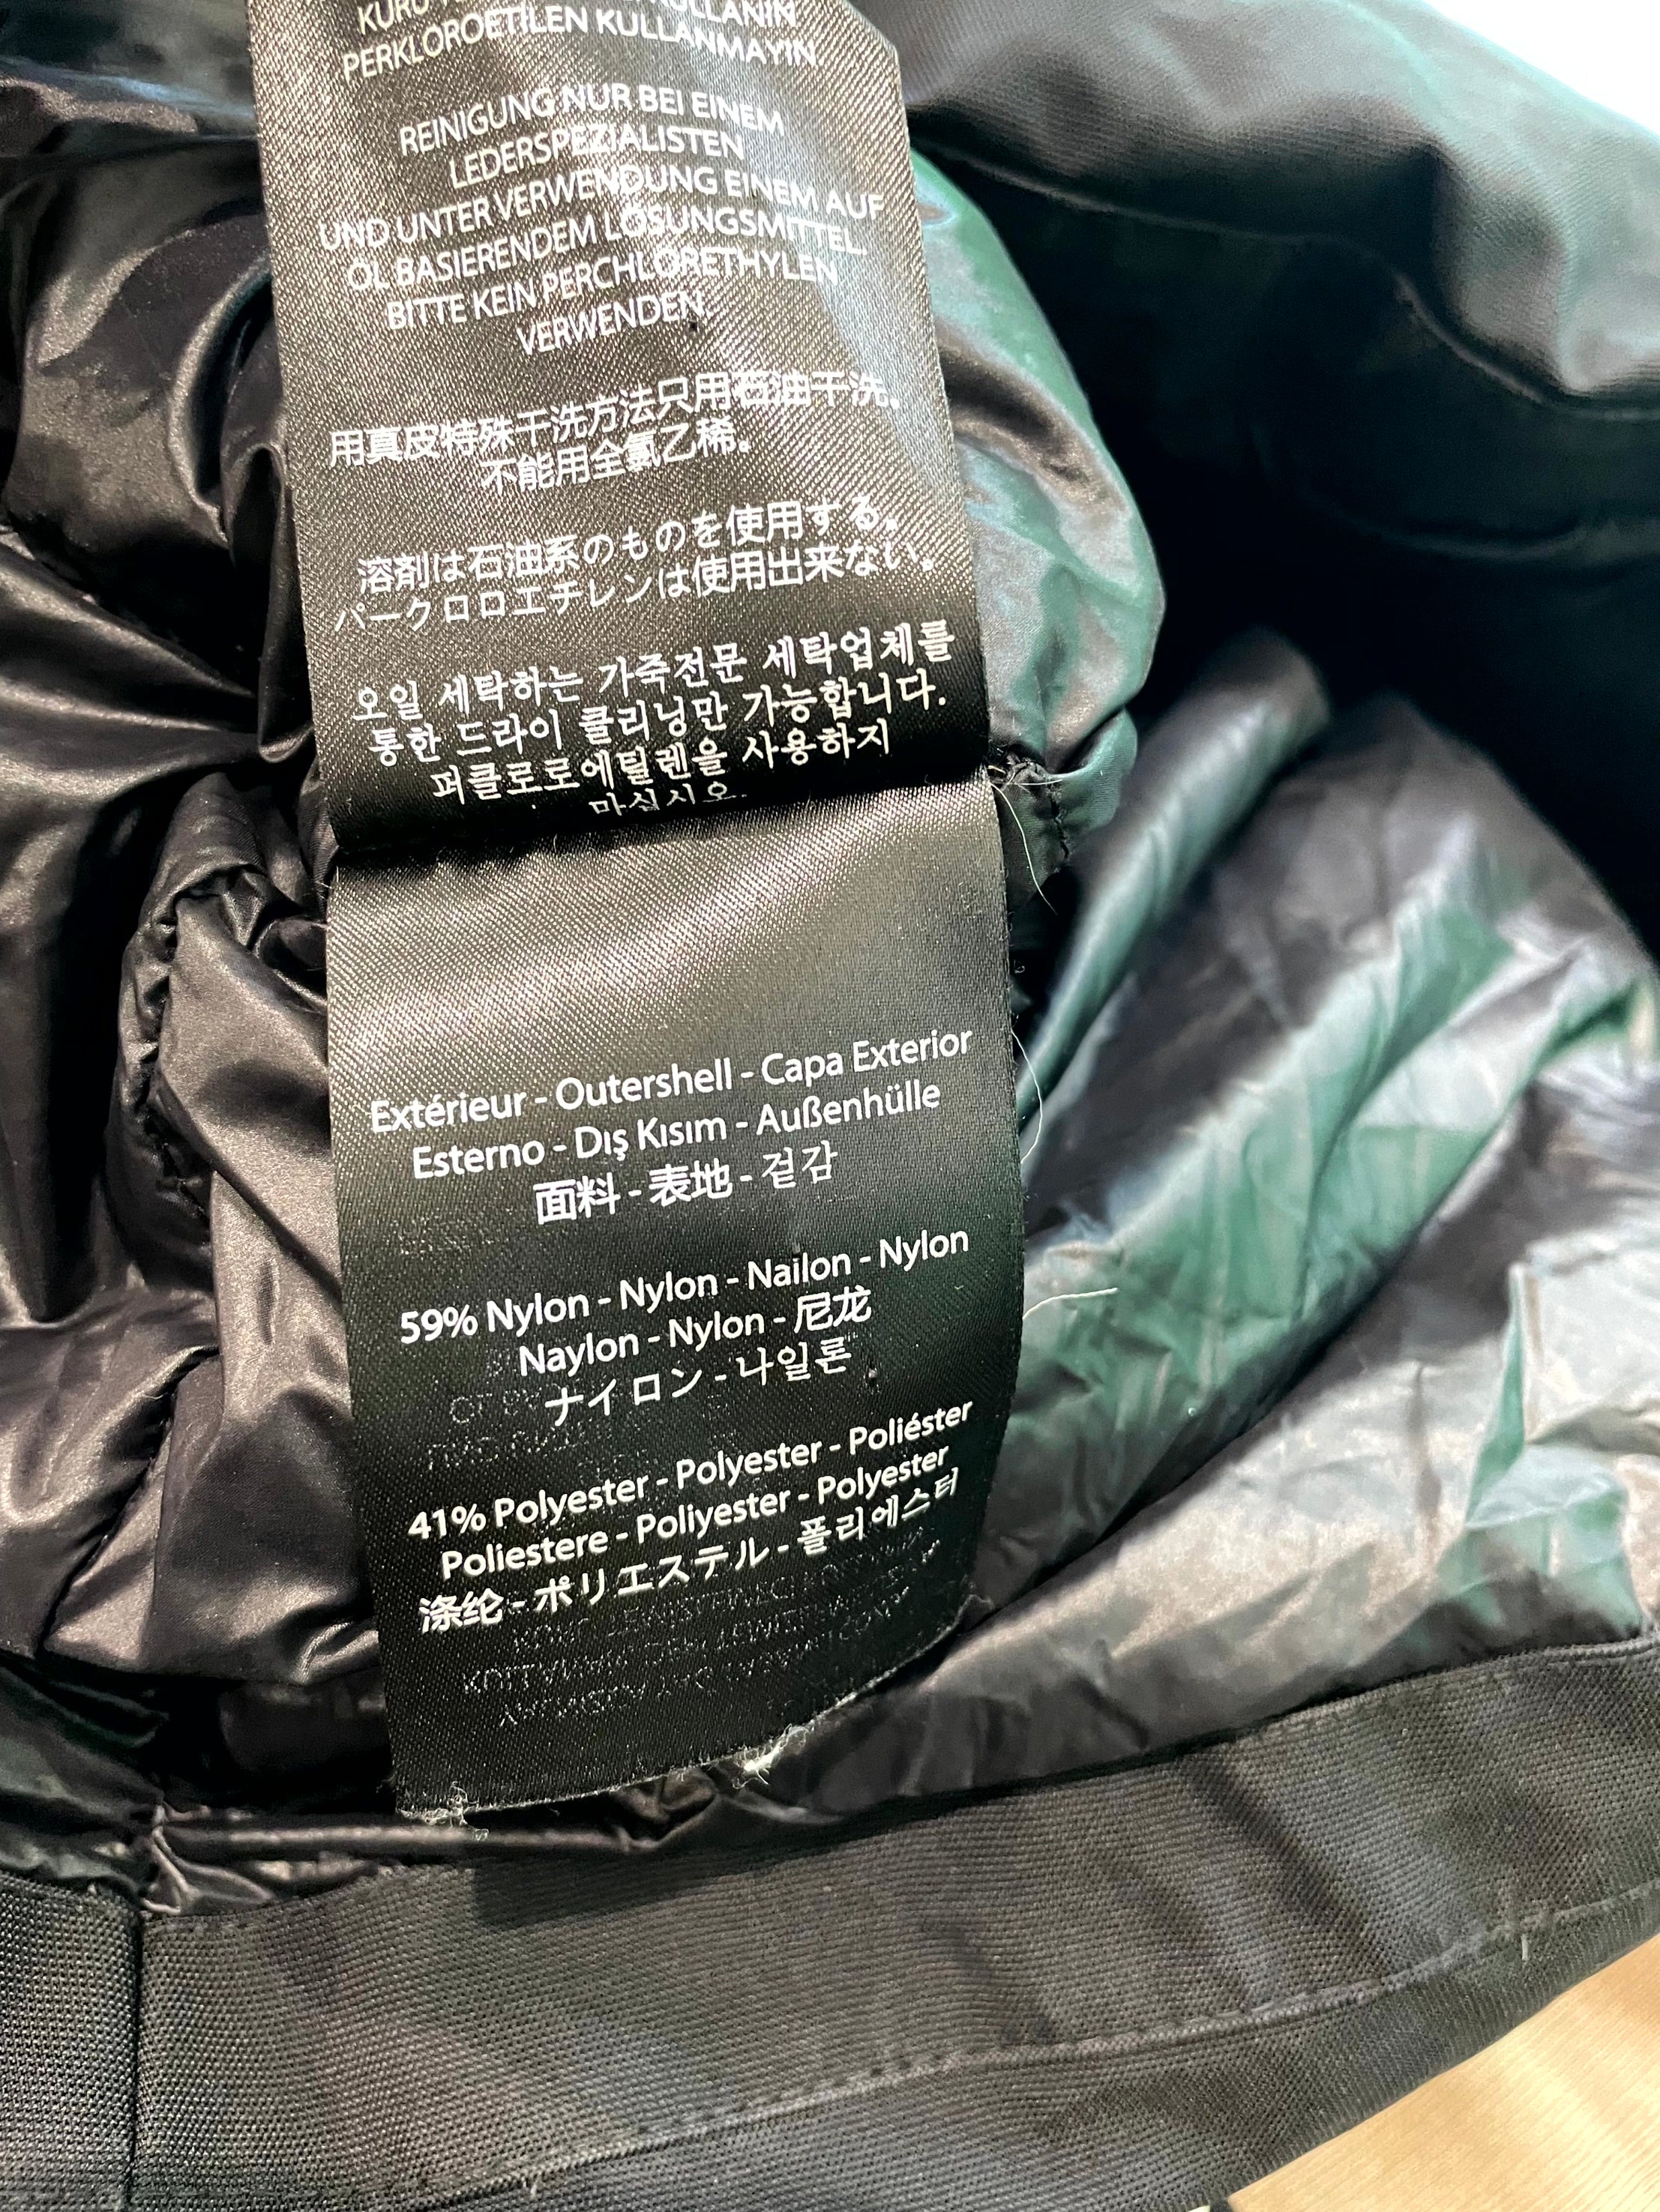 KULLANIN
PERKLOROETILEN KULLANMAYIN
REINIGUNG NUR BEI EINEM
LEDERSPEZIALISTEN
UND UNTER VERWENDUNG EINEM AUF
ÖL BASIERENDEM LÖSUNGSMITTEL
BITTE KEIN PERCHLORETHYLEN
VERWENDEN.
用真皮特殊干洗方法只用石油干洗。
不能用全氯乙稀。
溶剤は石油系のものを使用する。
パークロロエチレンは使用出来ない。
오일 세탁하는 가죽전문 세탁업체를
통한 드라이 클리닝만 가능합니다.
퍼클로로에틸렌을 사용하지
마십시오.
Extérieur - Outershell - Capa Exterior
Esterno - Dış Kısım - Außenhülle
面料 - 表地 - 겉감
59% Nylon - Nylon - Nailon - Nylon
Naylon - Nylon - 尼龙
ナイロン - 나일론
41% Polyester - Polyester - Poliéster
Poliestere - Poliyester - Polyester
涤纶 - ポリエステル - 폴리에스터